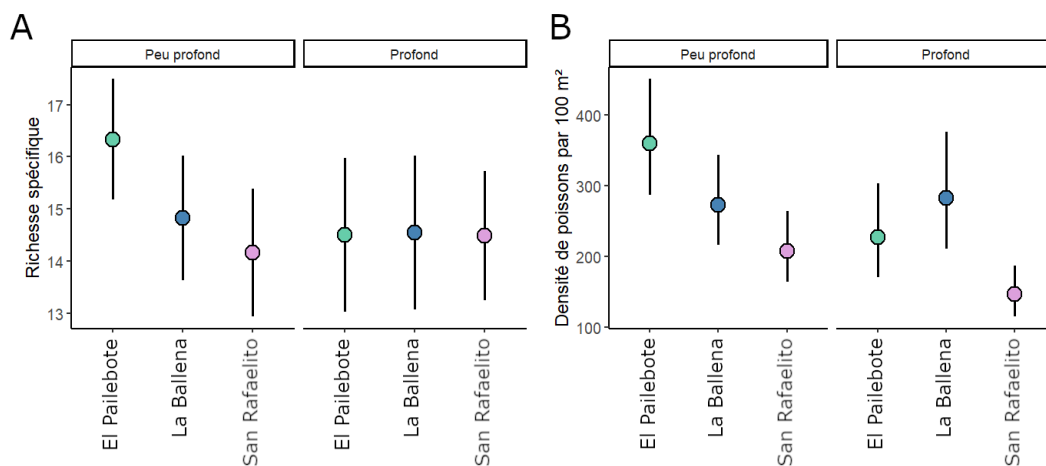 A
Peu profond
Profond
Richesse spécifique
17
16
15
14
13
El Pailebote
La Ballena
San Rafaelito
El Pailebote
La Ballena
San Rafaelito
B
Peu profond
Profond
Densité de poissons par 100 m²
400
300
200
100
El Pailebote
La Ballena
San Rafaelito
El Pailebote
La Ballena
San Rafaelito